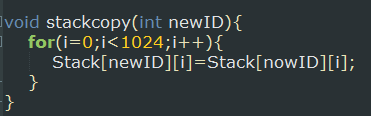 void stackcopy(int newID){
for(i=0;i<1024;i++){
Stack[newID][i]=Stack[nowID][i];
}
}